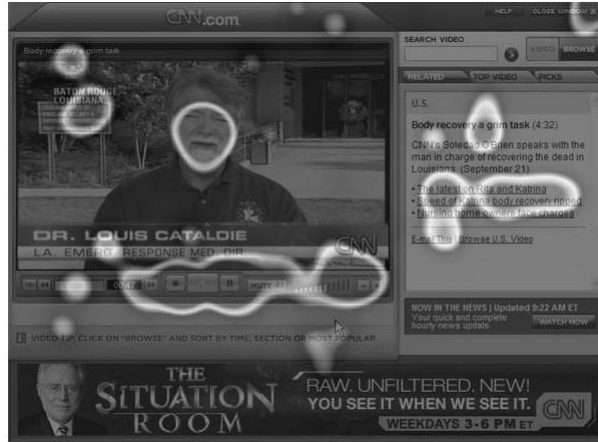 CNN.com
HELP CLOSE WINDOW
SEARCH VIDEO
VIDEO BROWSE
Body recovery a grim task
BATON ROUGE,
LOUISIANA
DR. LOUIS CATALDIE
CNN
LA. EMERG. RESPONSE MED. DIR.
00:47
MUTE
RELATED TOP VIDEO PICKS
U.S.
Body recovery a grim task (4:32)
CNN's Soledad O'Brien speaks with the
man in charge of recovering the dead in
Louisiana. (September 21)
• The latest on Rita and Katrina
• Speed of Katrina body recovery ripped
• Nursing home owners face charges
E-mail This | Browse U.S. Video
NOW IN THE NEWS | Updated 9:22 AM ET
Your quick and complete
hourly news update
WATCH NOW
VIDEO TIP: CLICK ON "BROWSE" AND SORT BY TIME, SECTION OR MOST POPULAR.
THE
SITUATION
ROOM
RAW. UNFILTERED. NEW!
YOU SEE IT WHEN WE SEE IT.
WEEKDAYS 3-6 PM ET
CNN